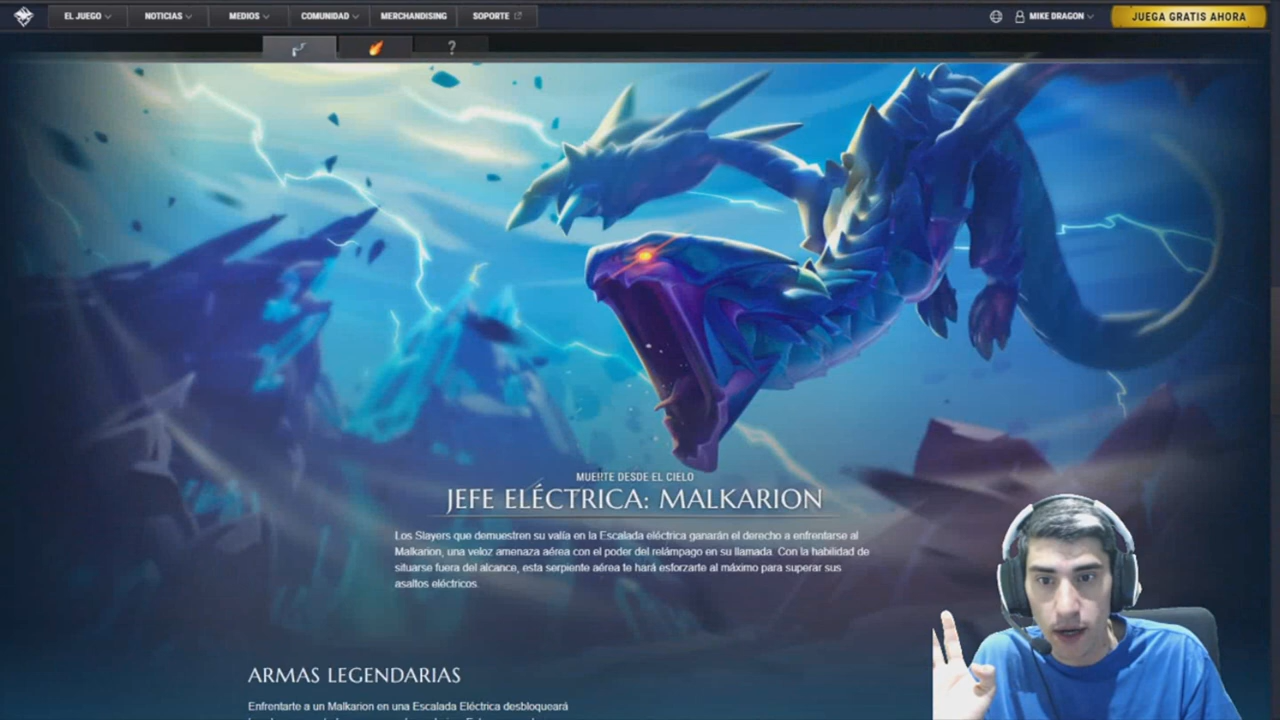 EL JUEGO
NOTICIAS
MEDIOS
COMUNIDAD
MERCHANDISING
SOPORTE
MIKE DRAGON
JUEGA GRATIS AHORA
?
MUERTE DESDE EL CIELO
JEFE ELÉCTRICA: MALKARION
Los Slayers que demuestren su valía en la Escalada eléctrica ganarán el derecho a enfrentarse al
Malkarion, una veloz amenaza aérea con el poder del relámpago en su llamada. Con la habilidad de
situarse fuera del alcance, esta serpiente aérea te hará esforzarte al máximo para superar sus
asaltos eléctricos.
ARMAS LEGENDARIAS
Enfrentarte a un Malkarion en una Escalada Eléctrica desbloqueará